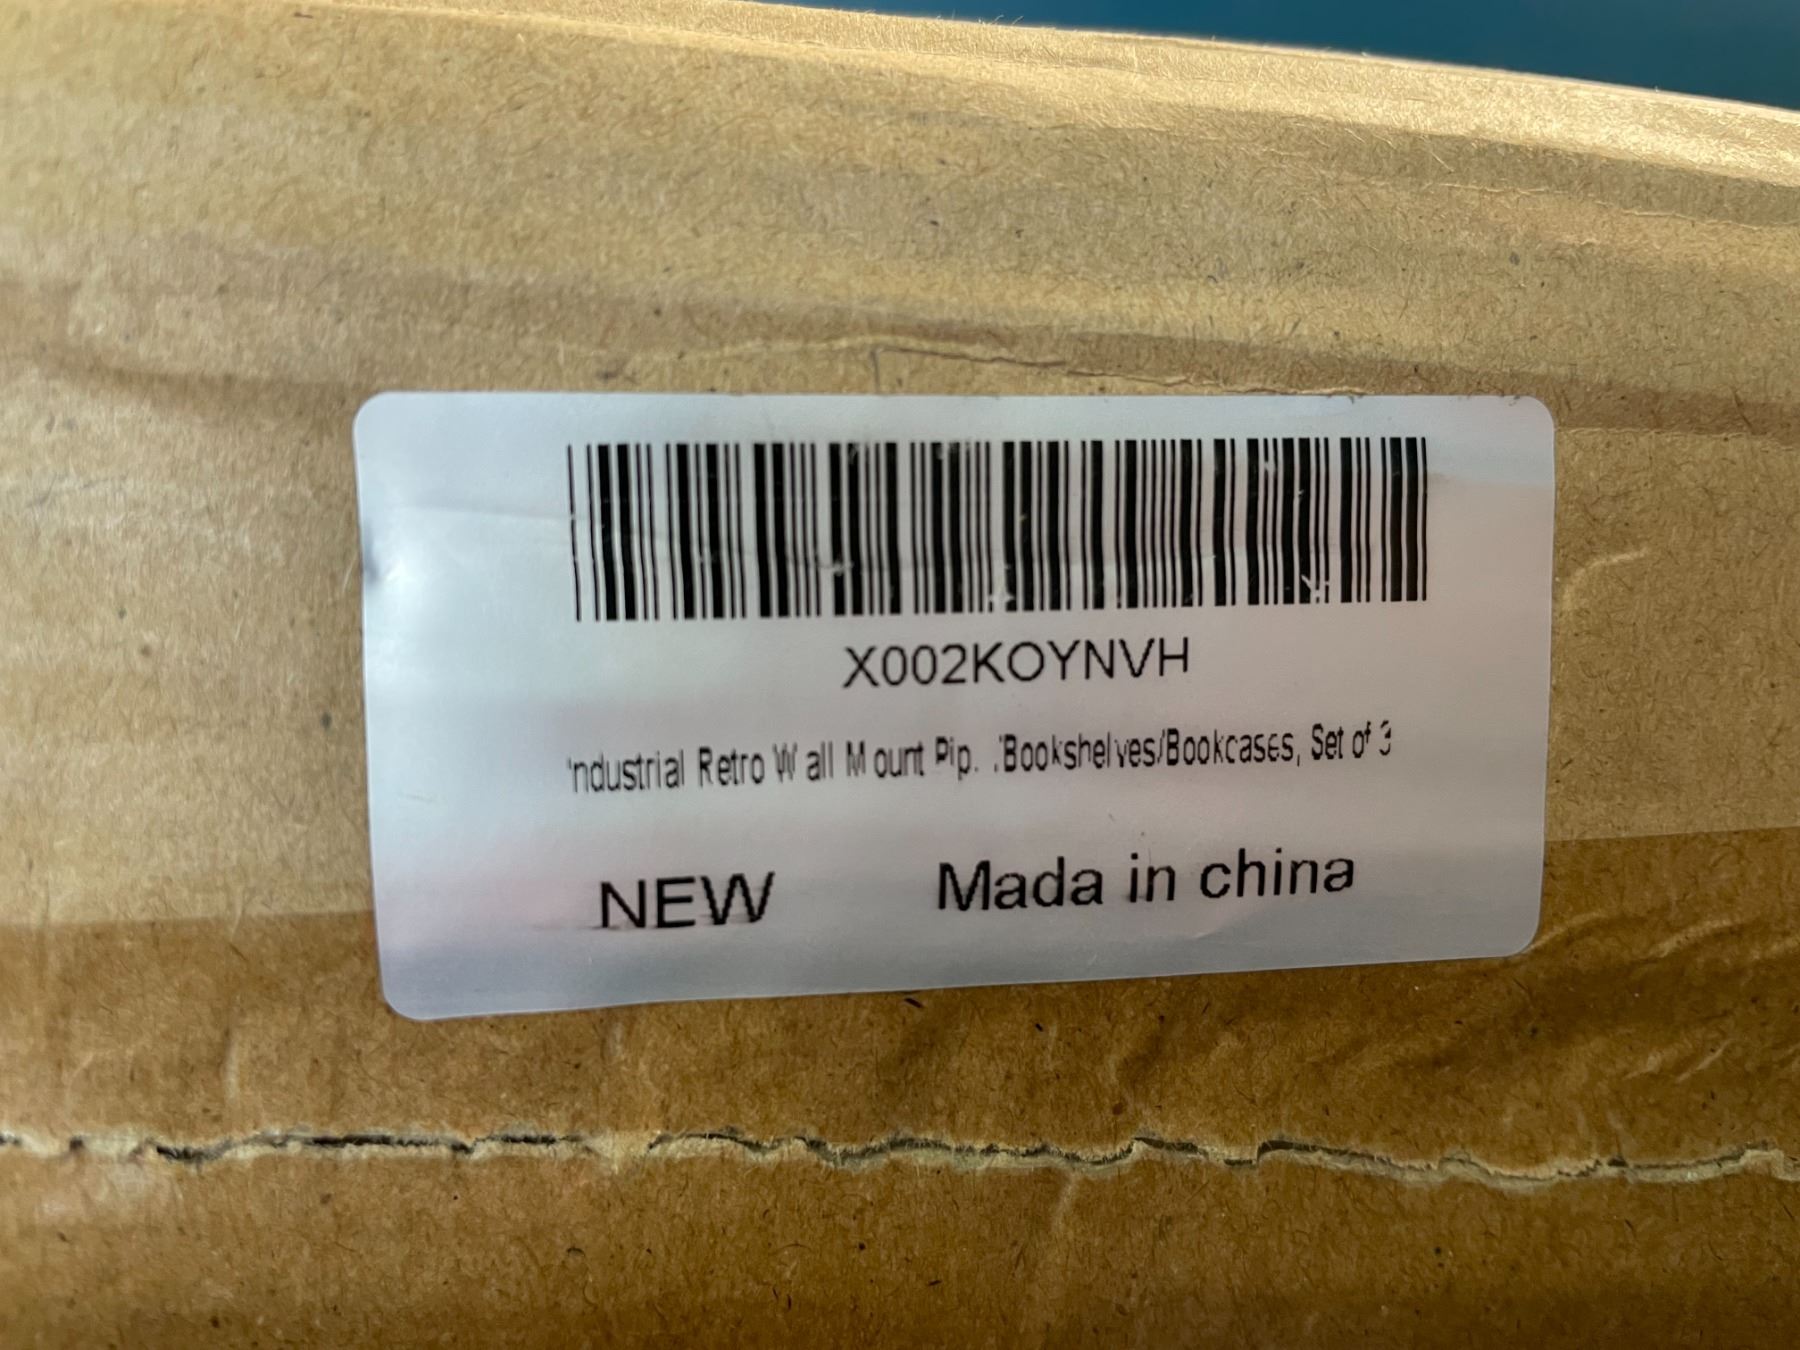 X002KOYNVH
Industrial Retro Wall Mount Pip. Bookshelves/Bookcases, Set of 3
NEW Mada in china